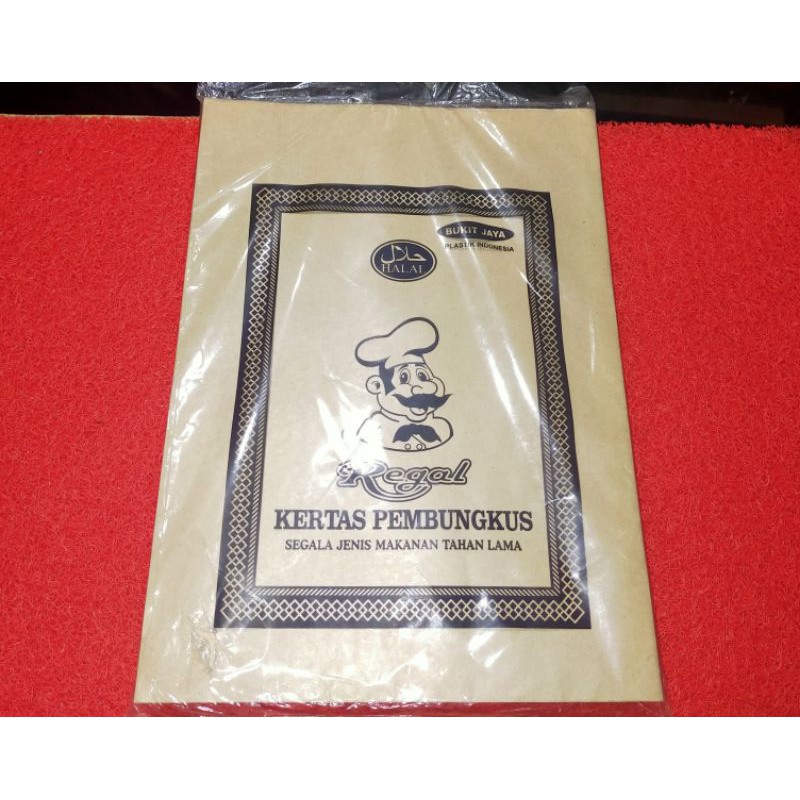 BUKIT JAYA
PLASTIK INDONESIA
حلال
HALAL
Regal
KERTAS PEMBUNGKUS
SEGALA JENIS MAKANAN TAHAN LAMA